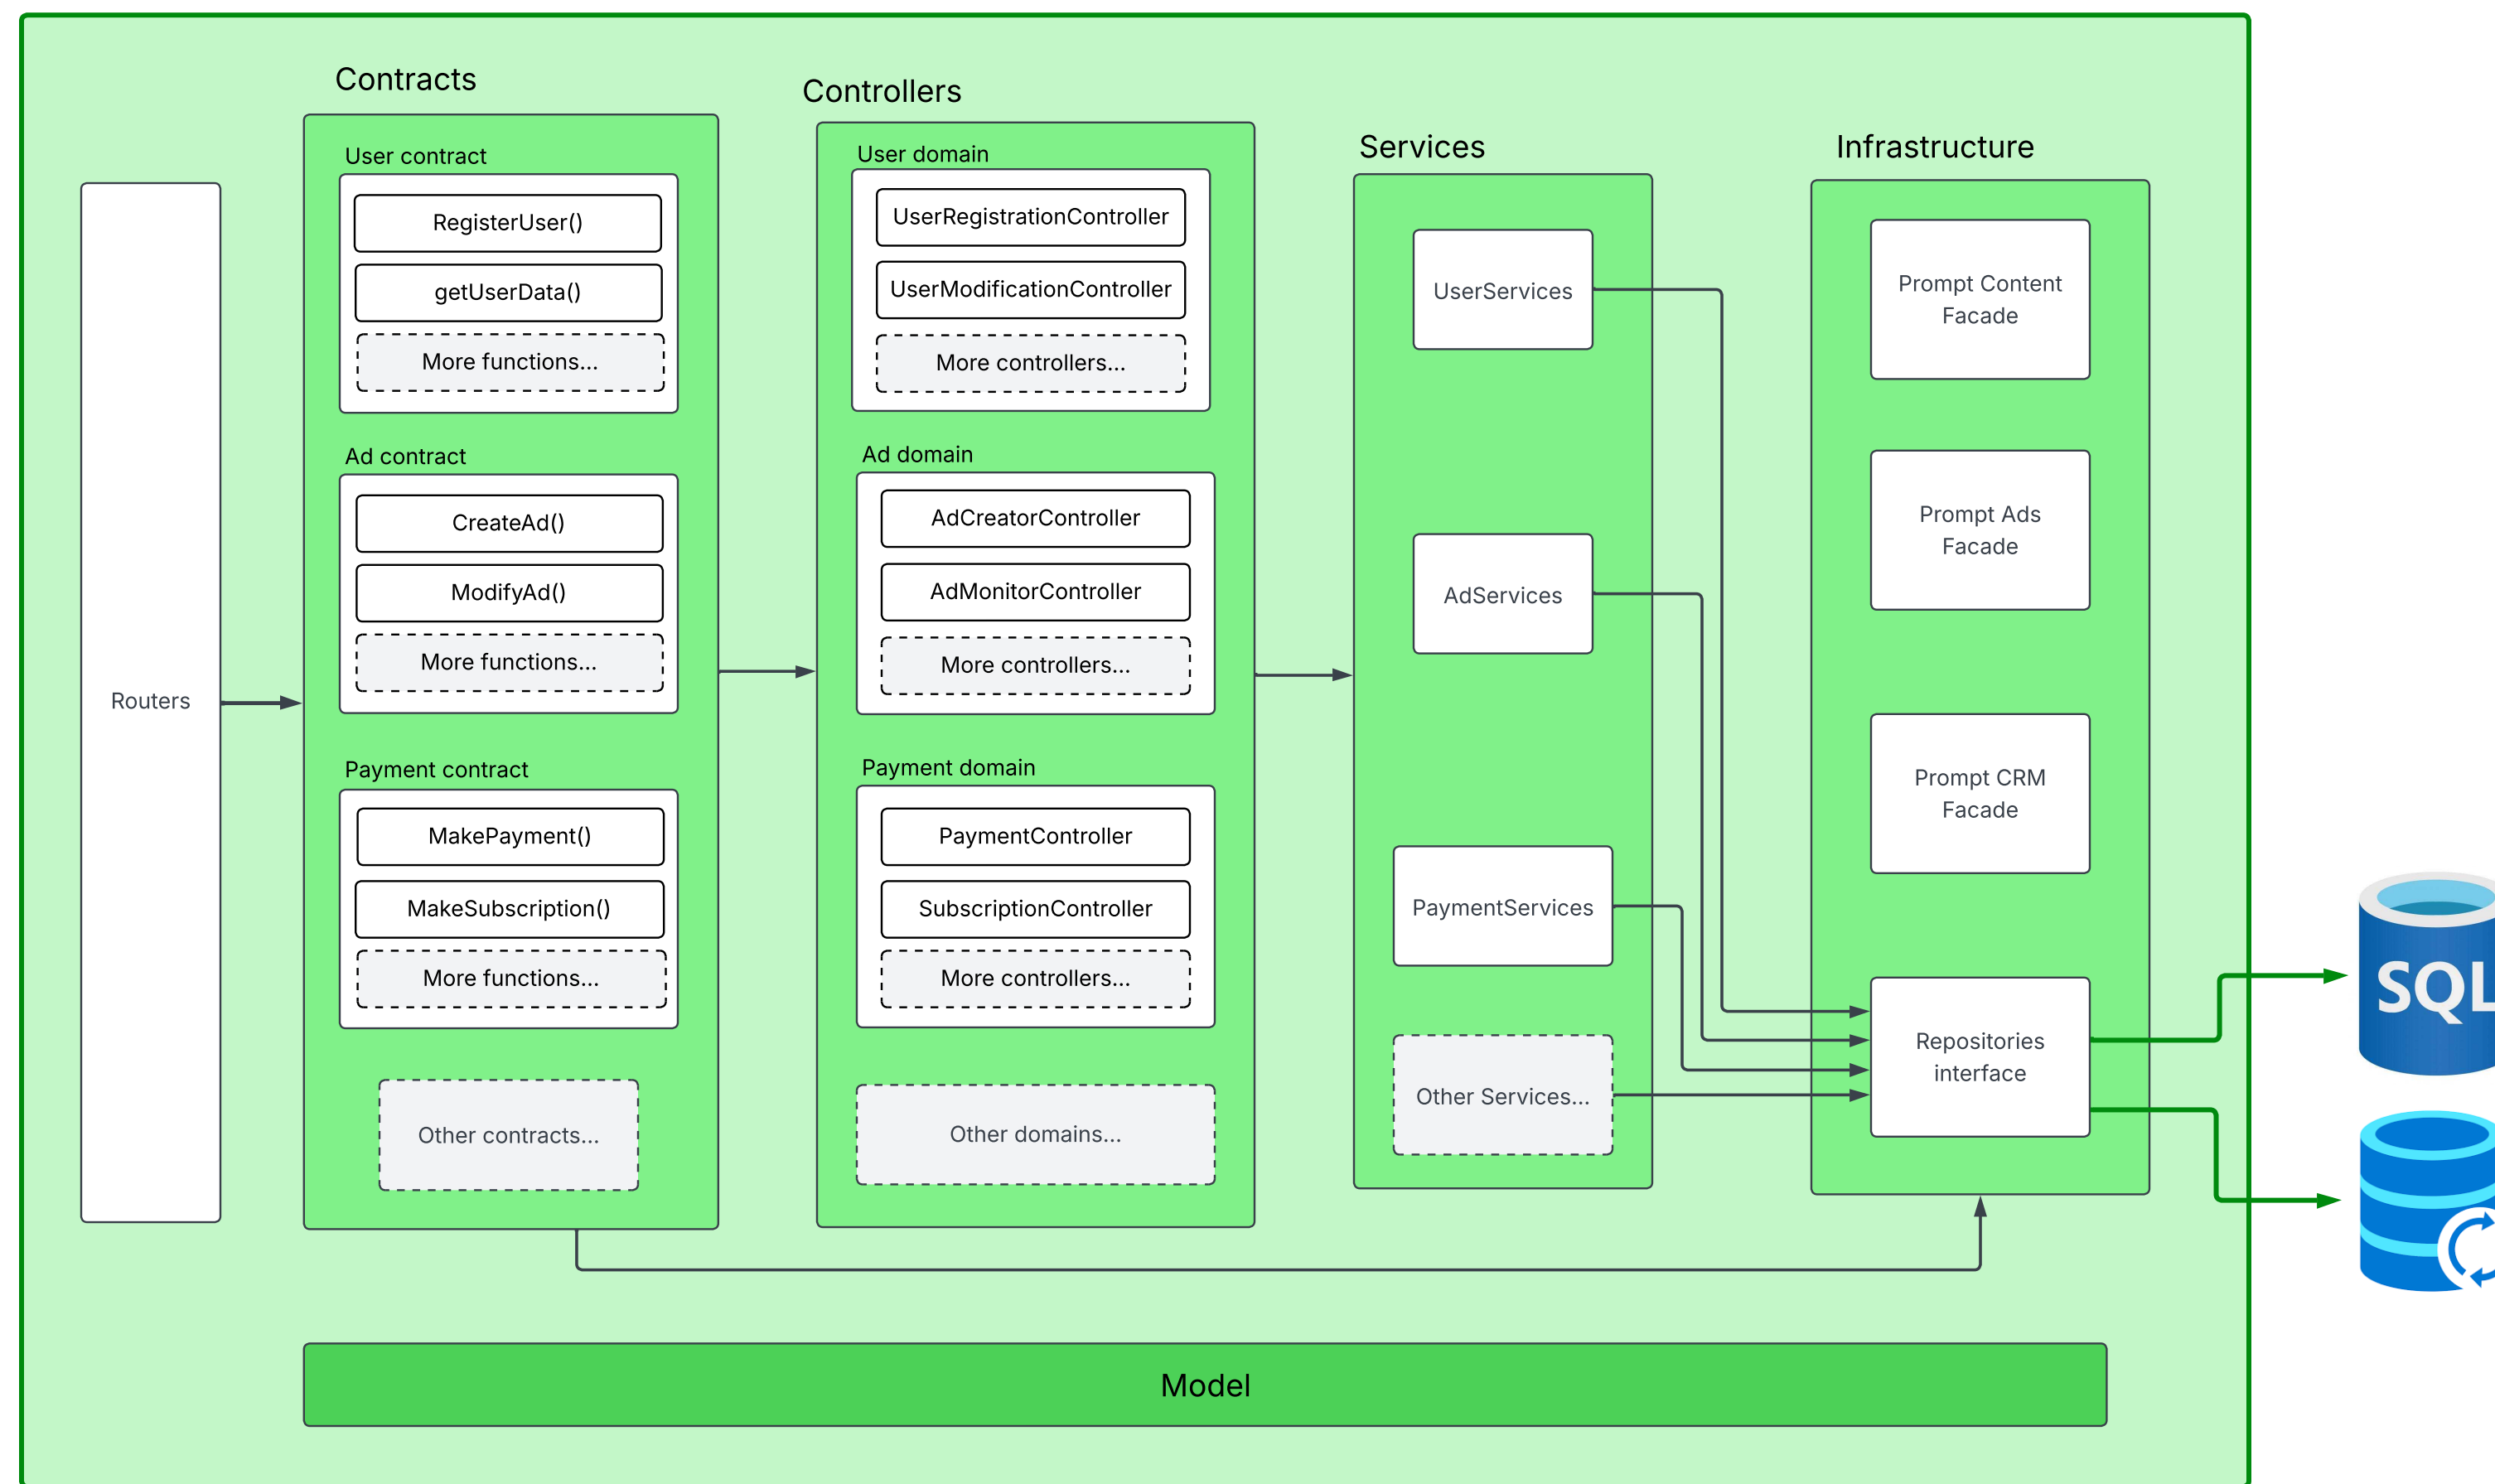 Contracts
Controllers
Services
Infrastructure
Routers
User contract
RegisterUser()
getUserData()
More functions...
Ad contract
CreateAd()
ModifyAd()
More functions...
Payment contract
MakePayment()
MakeSubscription()
More functions...
Other contracts...
User domain
UserRegistrationController
UserModificationController
More controllers...
Ad domain
AdCreatorController
AdMonitorController
More controllers...
Payment domain
PaymentController
SubscriptionController
More controllers...
Other domains...
UserServices
AdServices
PaymentServices
Other Services...
Prompt Content
Facade
Prompt Ads
Facade
Prompt CRM
Facade
Repositories
interface
SQL
Model